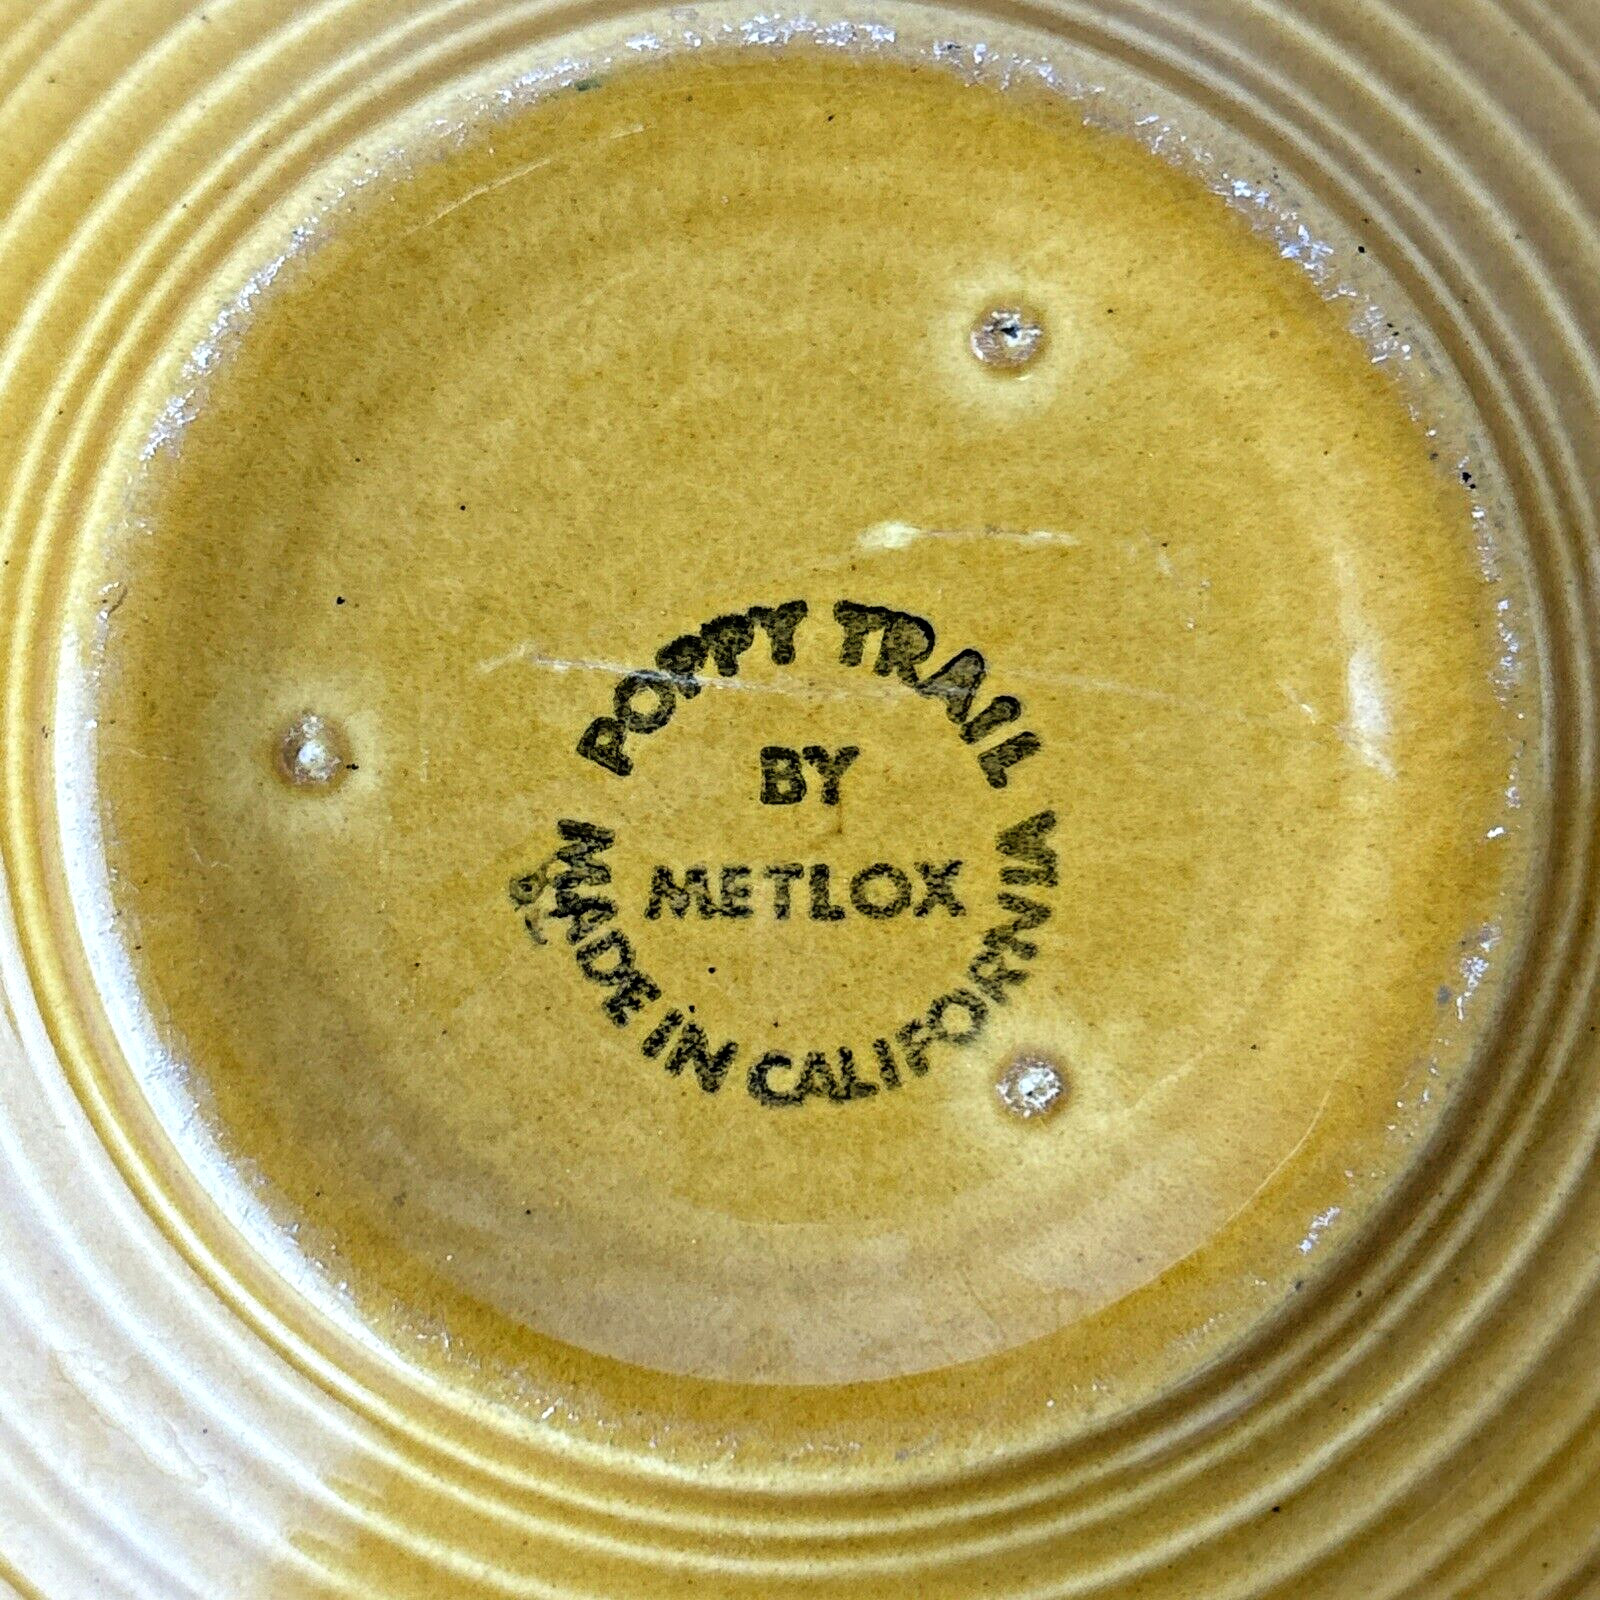 POPPY TRAIL
BY
METLOX
MADE IN CALIFORNIA